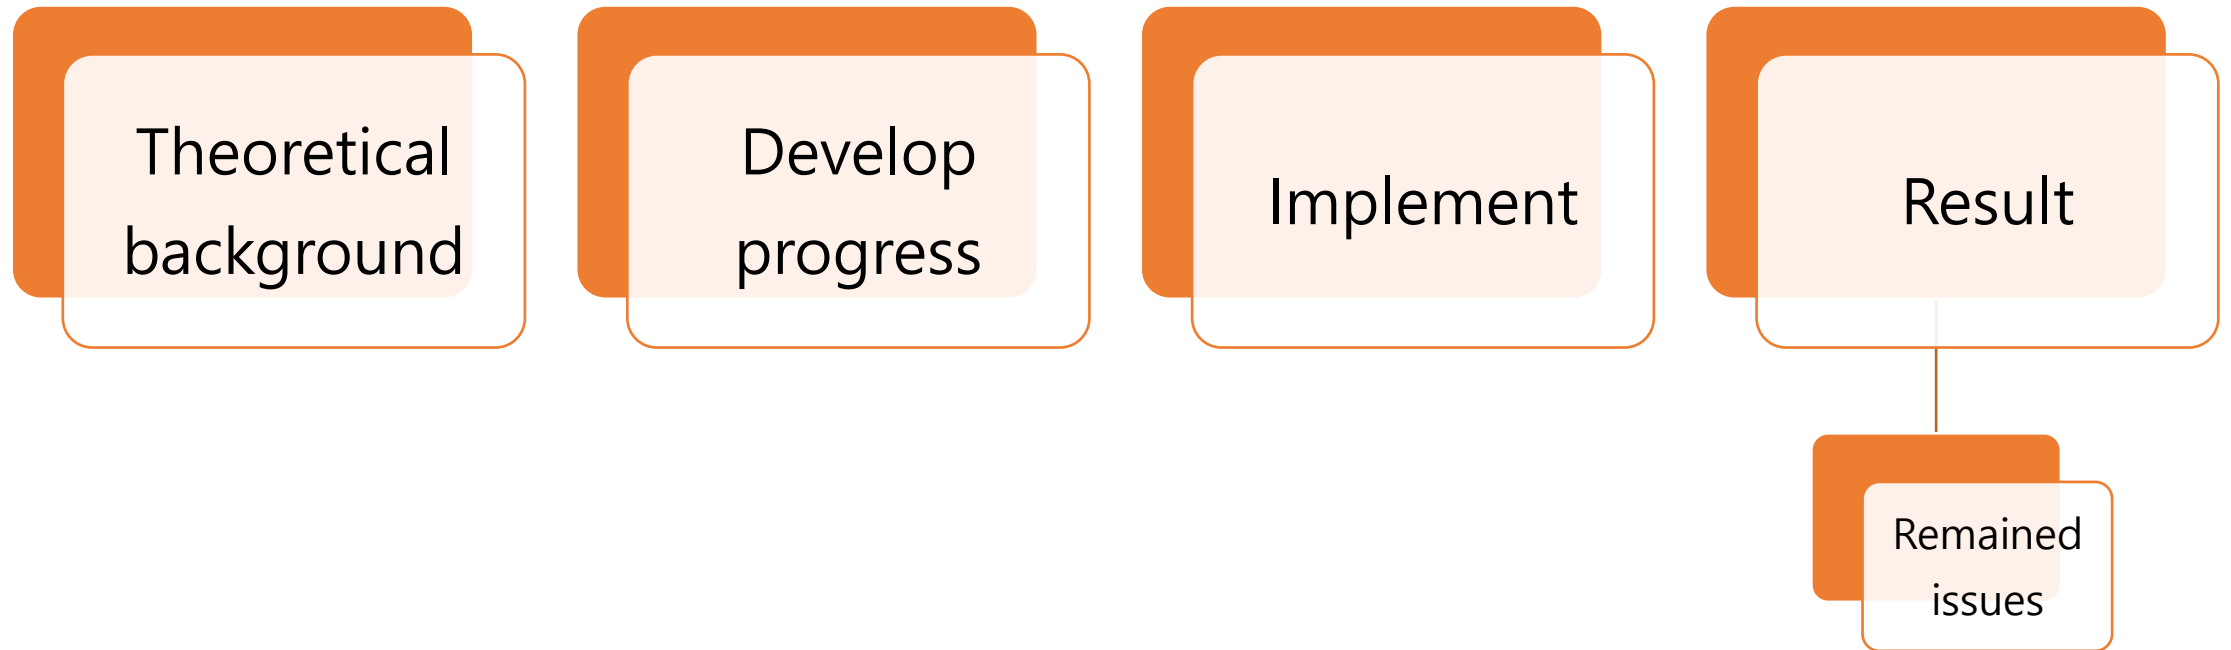 Theoretical
background
Develop
progress
Implement
Result
Remained
issues